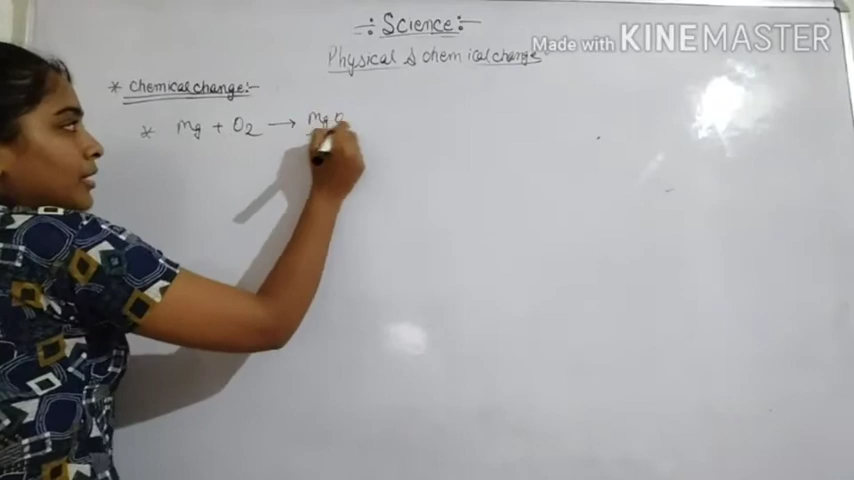 ÷ Science :-
Physical & chemical change
Made with KINEMASTER
* Chemical change :-
* Mg + O2 → MgO